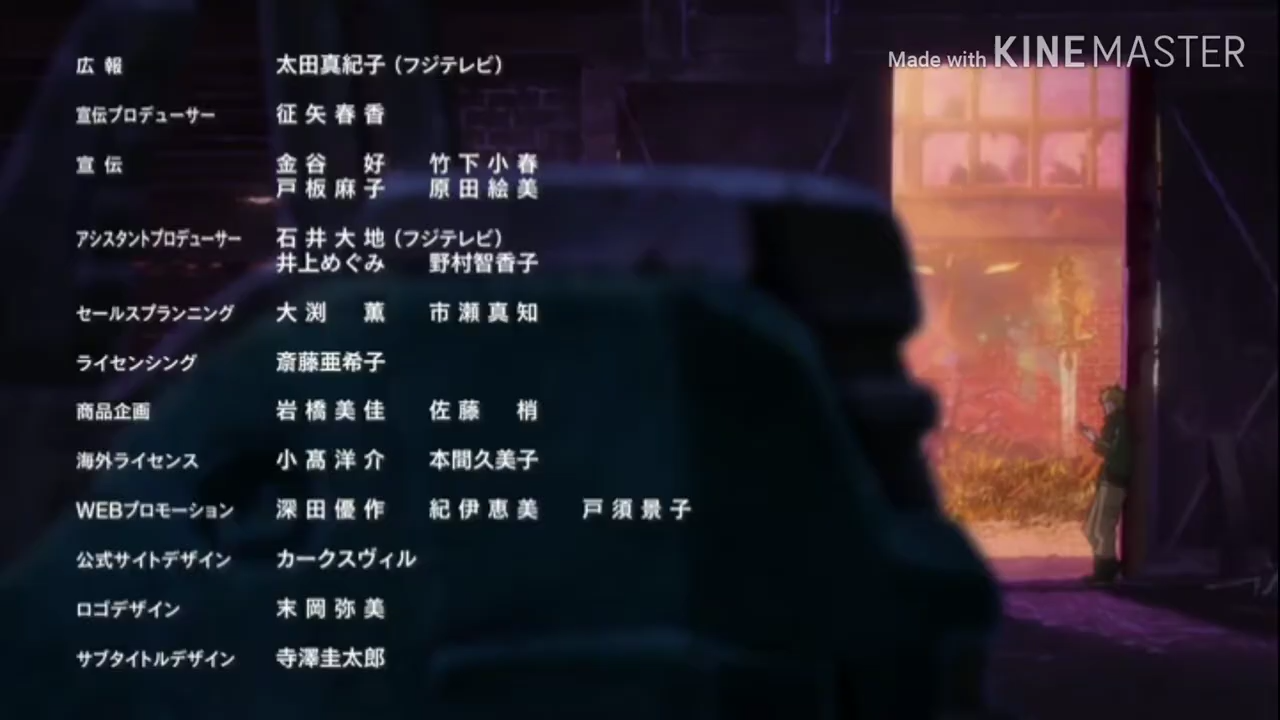 Made with KINEMASTER
広報 太田真紀子(フジテレビ)
宣伝プロデューサー 征矢春香
宣伝 金谷 好 竹下小春
戸板麻子 原田絵美
アシスタントプロデューサー 石井大地(フジテレビ)
井上めぐみ 野村智香子
セールスプランニング 大渕 薫 市瀬真知
ライセンシング 斎藤亜希子
商品企画 岩橋美佳 佐藤 梢
海外ライセンス 小髙洋介 本間久美子
WEBプロモーション 深田優作 紀伊恵美 戸須景子
公式サイトデザイン カークスヴィル
ロゴデザイン 末岡弥美
サブタイトルデザイン 寺澤圭太郎